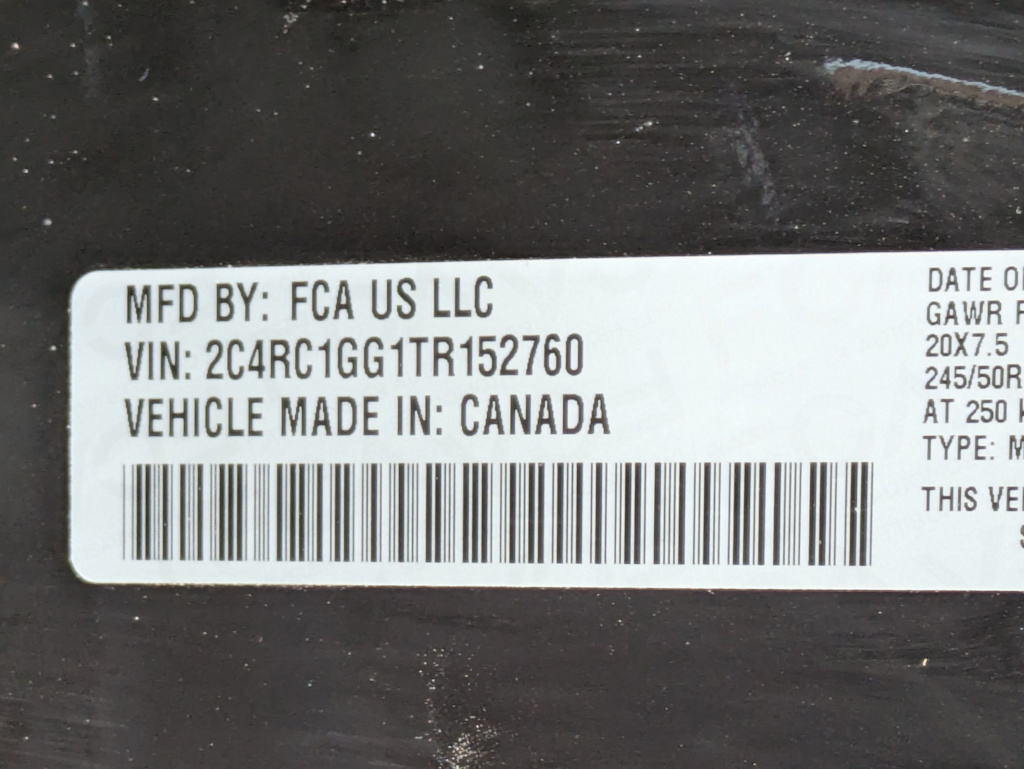 MFD BY: FCA US LLC
VIN: 2C4RC1GG1TR152760
VEHICLE MADE IN: CANADA
DATE
GAWR
20X7.5
245/50R
AT 250
TYPE:
THIS